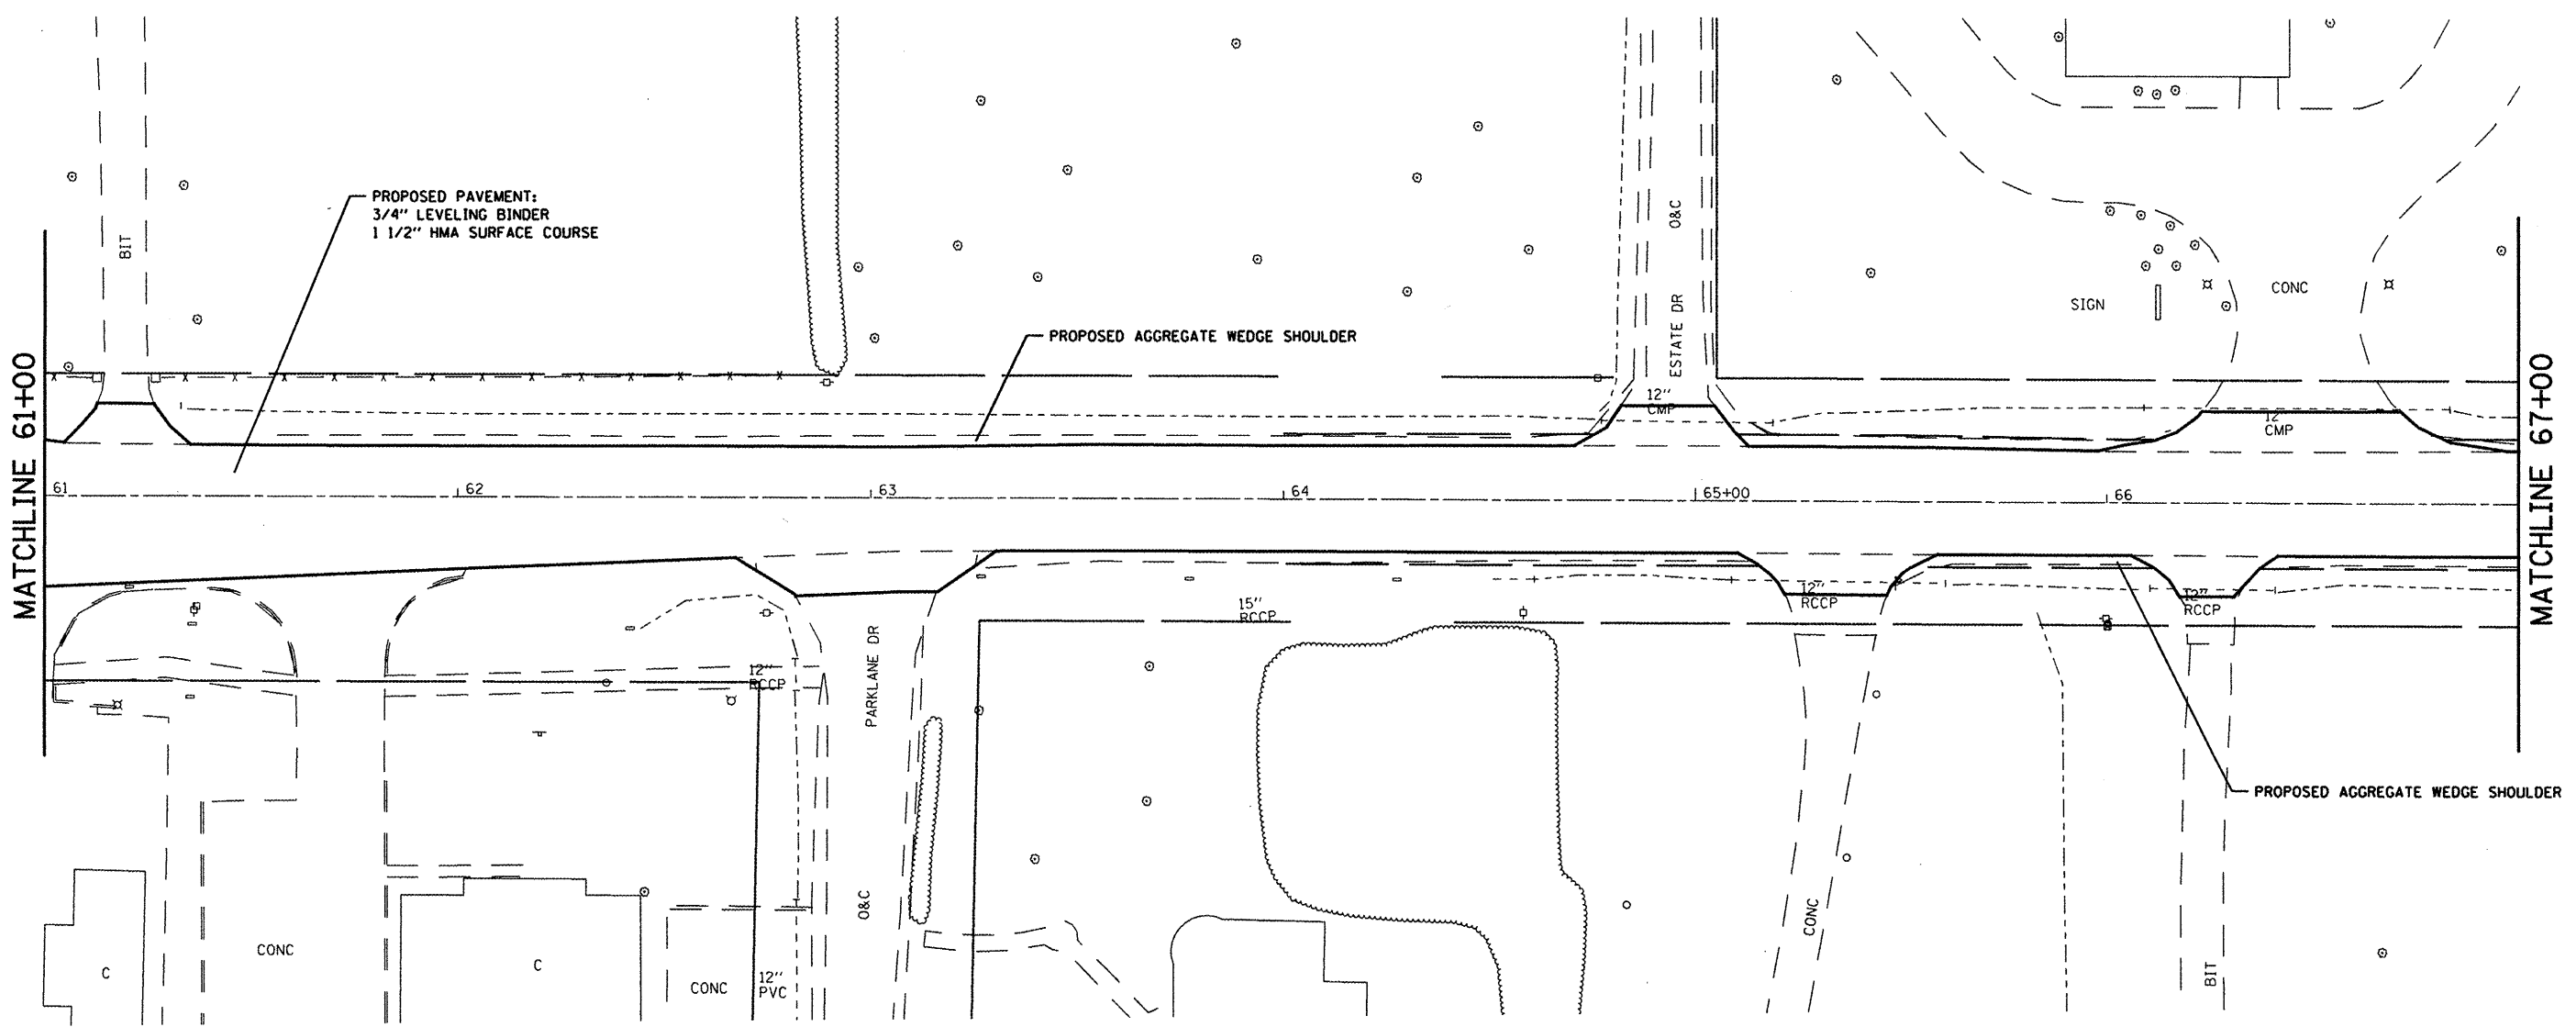 MATCHLINE 61+00
BIT
PROPOSED PAVEMENT:
3/4" LEVELING BINDER
1 1/2" HMA SURFACE COURSE
PROPOSED AGGREGATE WEDGE SHOULDER
O&C
ESTATE DR
12"
CMP
SIGN
CONC
12"
CMP
MATCHLINE 67+00
61
62
63
64
65+00
66
15"
RCCP
12"
RCCP
12"
RCCP
12"
RCCP
PARKLANE DR
O&C
PROPOSED AGGREGATE WEDGE SHOULDER
CONC
BIT
C
CONC
C
CONC
12"
PVC